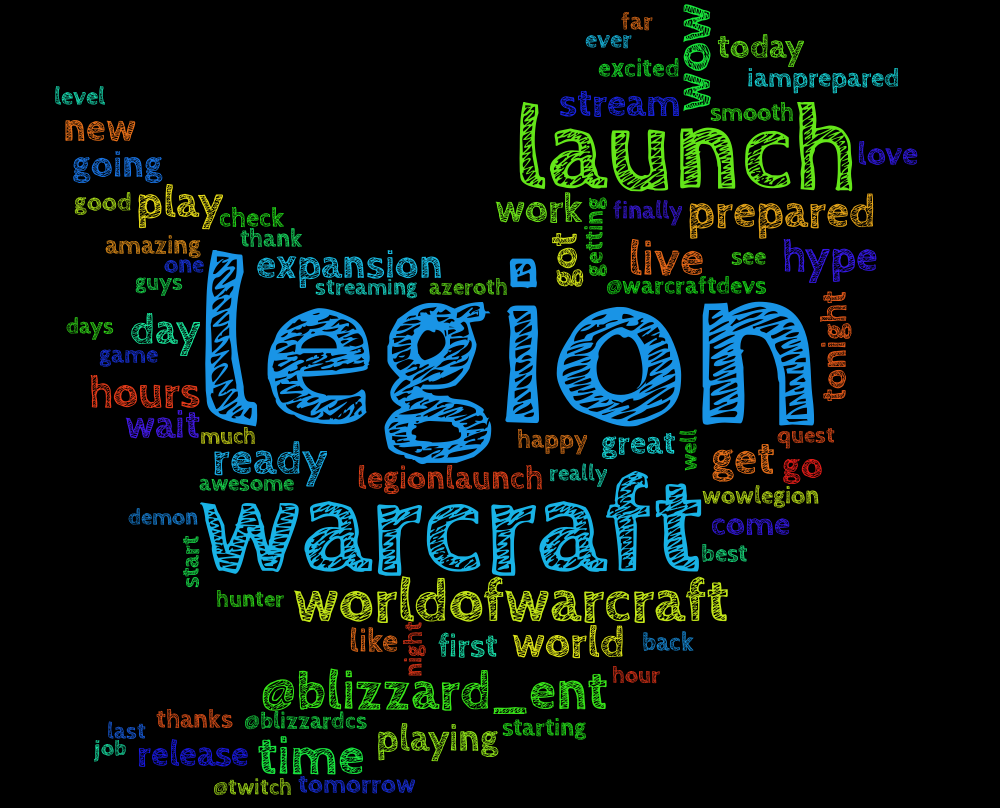 far
wow
ever
today
excited
iamprepared
level
stream
smooth
new
launch
going
love
good
play
check
work
getting
finally
prepared
thank
amazing
got
live
see
hype
one
expansion
guys
streaming
azeroth
@warcraftdevs
legion
tonight
days
day
game
hours
wait
much
happy
great
well
quest
ready
get
go
awesome
legionlaunch
really
wowlegion
demon
warcraft
come
start
best
hunter
worldofwarcraft
like
night
first
world
back
@blizzard_ent
hour
thanks
@blizzardcs
starting
last
job
release
time
playing
@twitch
tomorrow